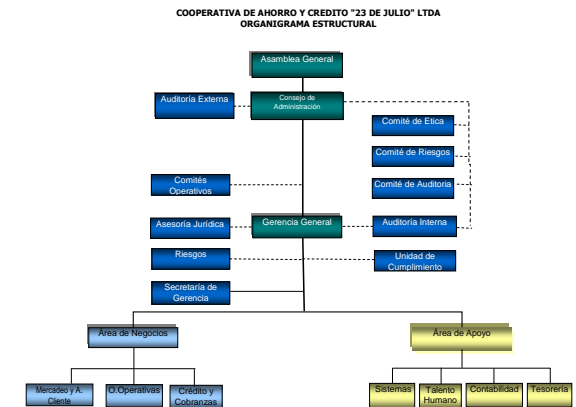 COOPERATIVA DE AHORRO Y CREDITO "23 DE JULIO" LTDA
ORGANIGRAMA ESTRUCTURAL
Asamblea General
Auditoría Externa
Consejo de
Administración
Comité de Etica
Comité de Riesgos
Comités
Operativos
Comité de Auditoria
Asesoría Jurídica
Gerencia General
Auditoría Interna
Riesgos
Unidad de
Cumplimiento
Secretaría de
Gerencia
Área de Negocios
Área de Apoyo
Mercadeo y A.
Cliente
O.Operativas
Crédito y
Cobranzas
Sistemas
Talento
Humano
Contabilidad
Tesorería